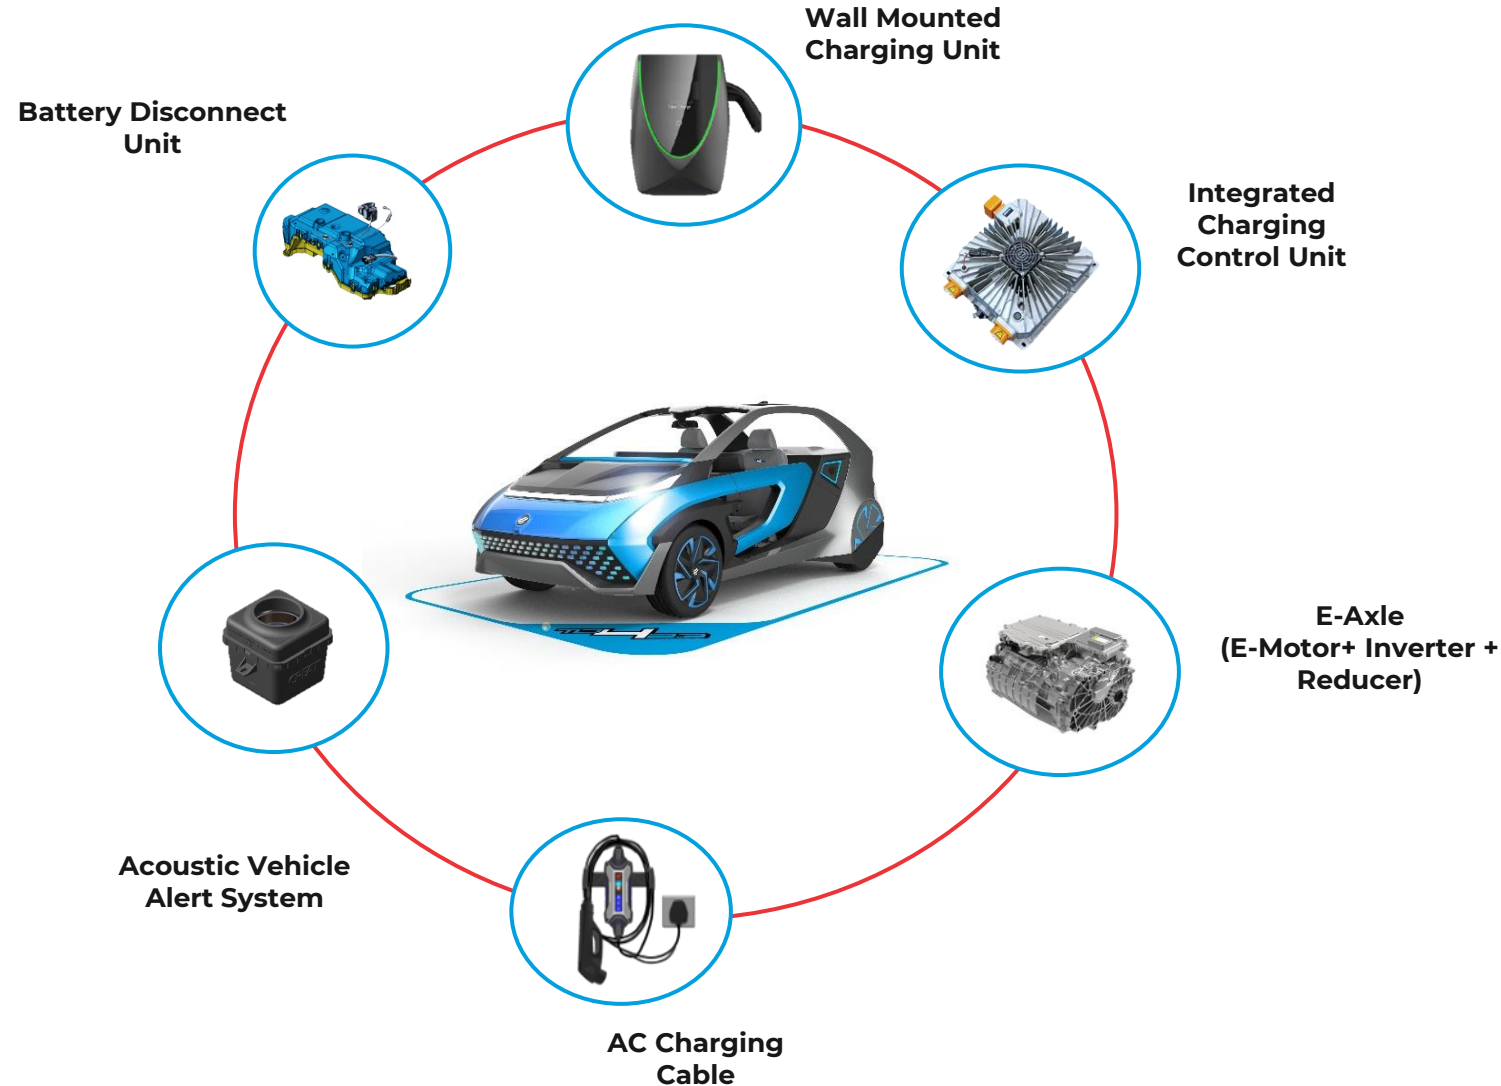 Wall Mounted
Charging Unit
Battery Disconnect
Unit
Integrated
Charging
Control Unit
E-Axle
(E-Motor+ Inverter +
Reducer)
Acoustic Vehicle
Alert System
AC Charging
Cable